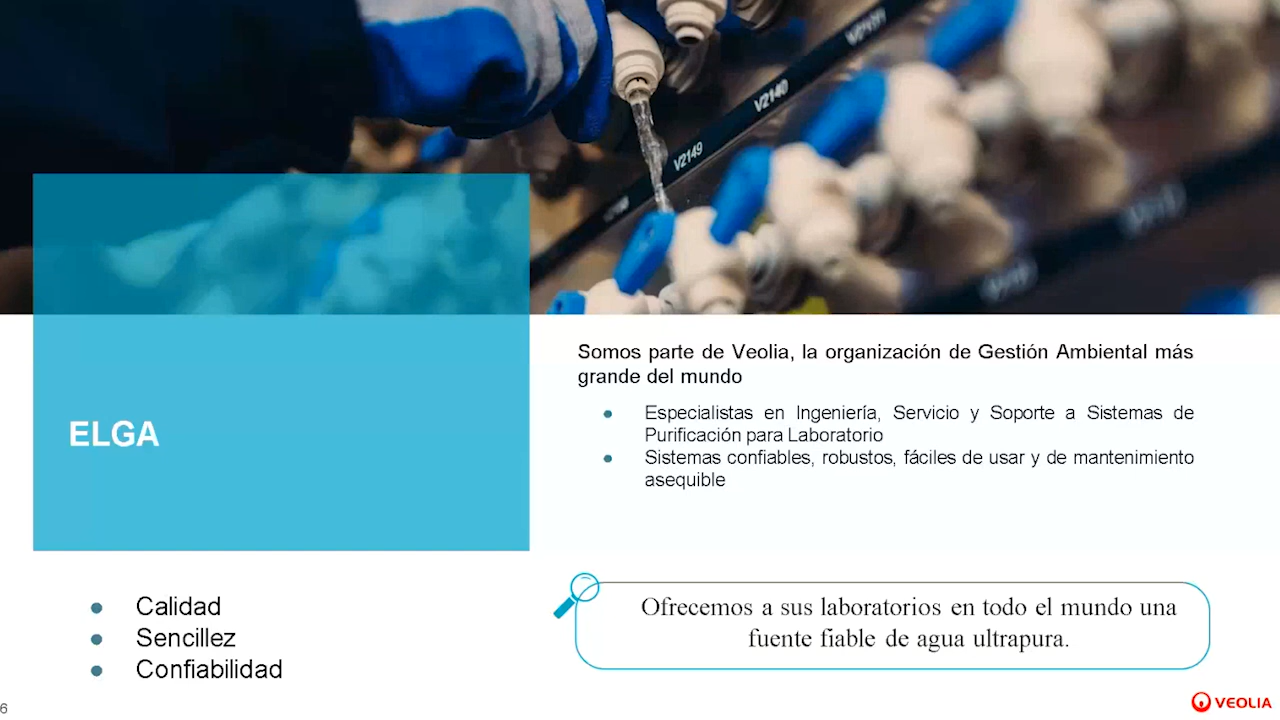 V2140
V2149
ELGA
Somos parte de Veolia, la organización de Gestión Ambiental más
grande del mundo
• Especialistas en Ingeniería, Servicio y Soporte a Sistemas de
Purificación para Laboratorio
• Sistemas confiables, robustos, fáciles de usar y de mantenimiento
asequible
• Calidad
• Sencillez
• Confiabilidad
Ofrecemos a sus laboratorios en todo el mundo una
fuente fiable de agua ultrapura.
6
VEOLIA